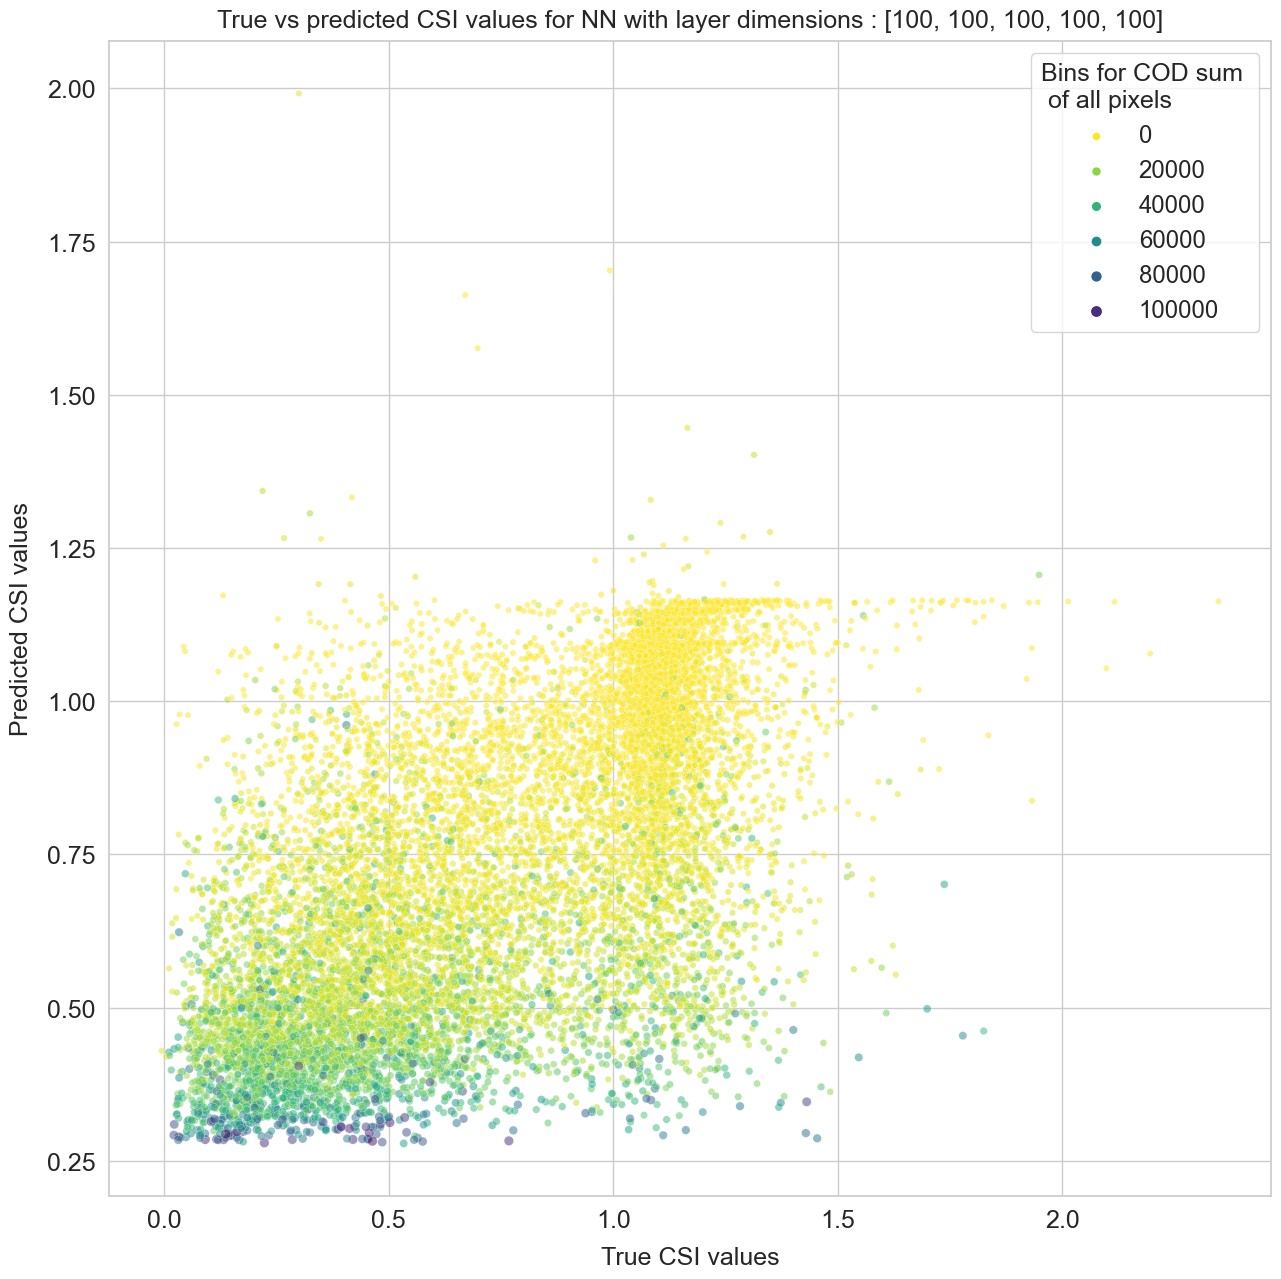 True vs predicted CSI values for NN with layer dimensions : [100, 100, 100, 100, 100]
Bins for COD sum
of all pixels
0
20000
40000
60000
80000
100000
2.00
1.75
1.50
1.25
1.00
0.75
0.50
0.25
Predicted CSI values
0.0 0.5 1.0 1.5 2.0
True CSI values